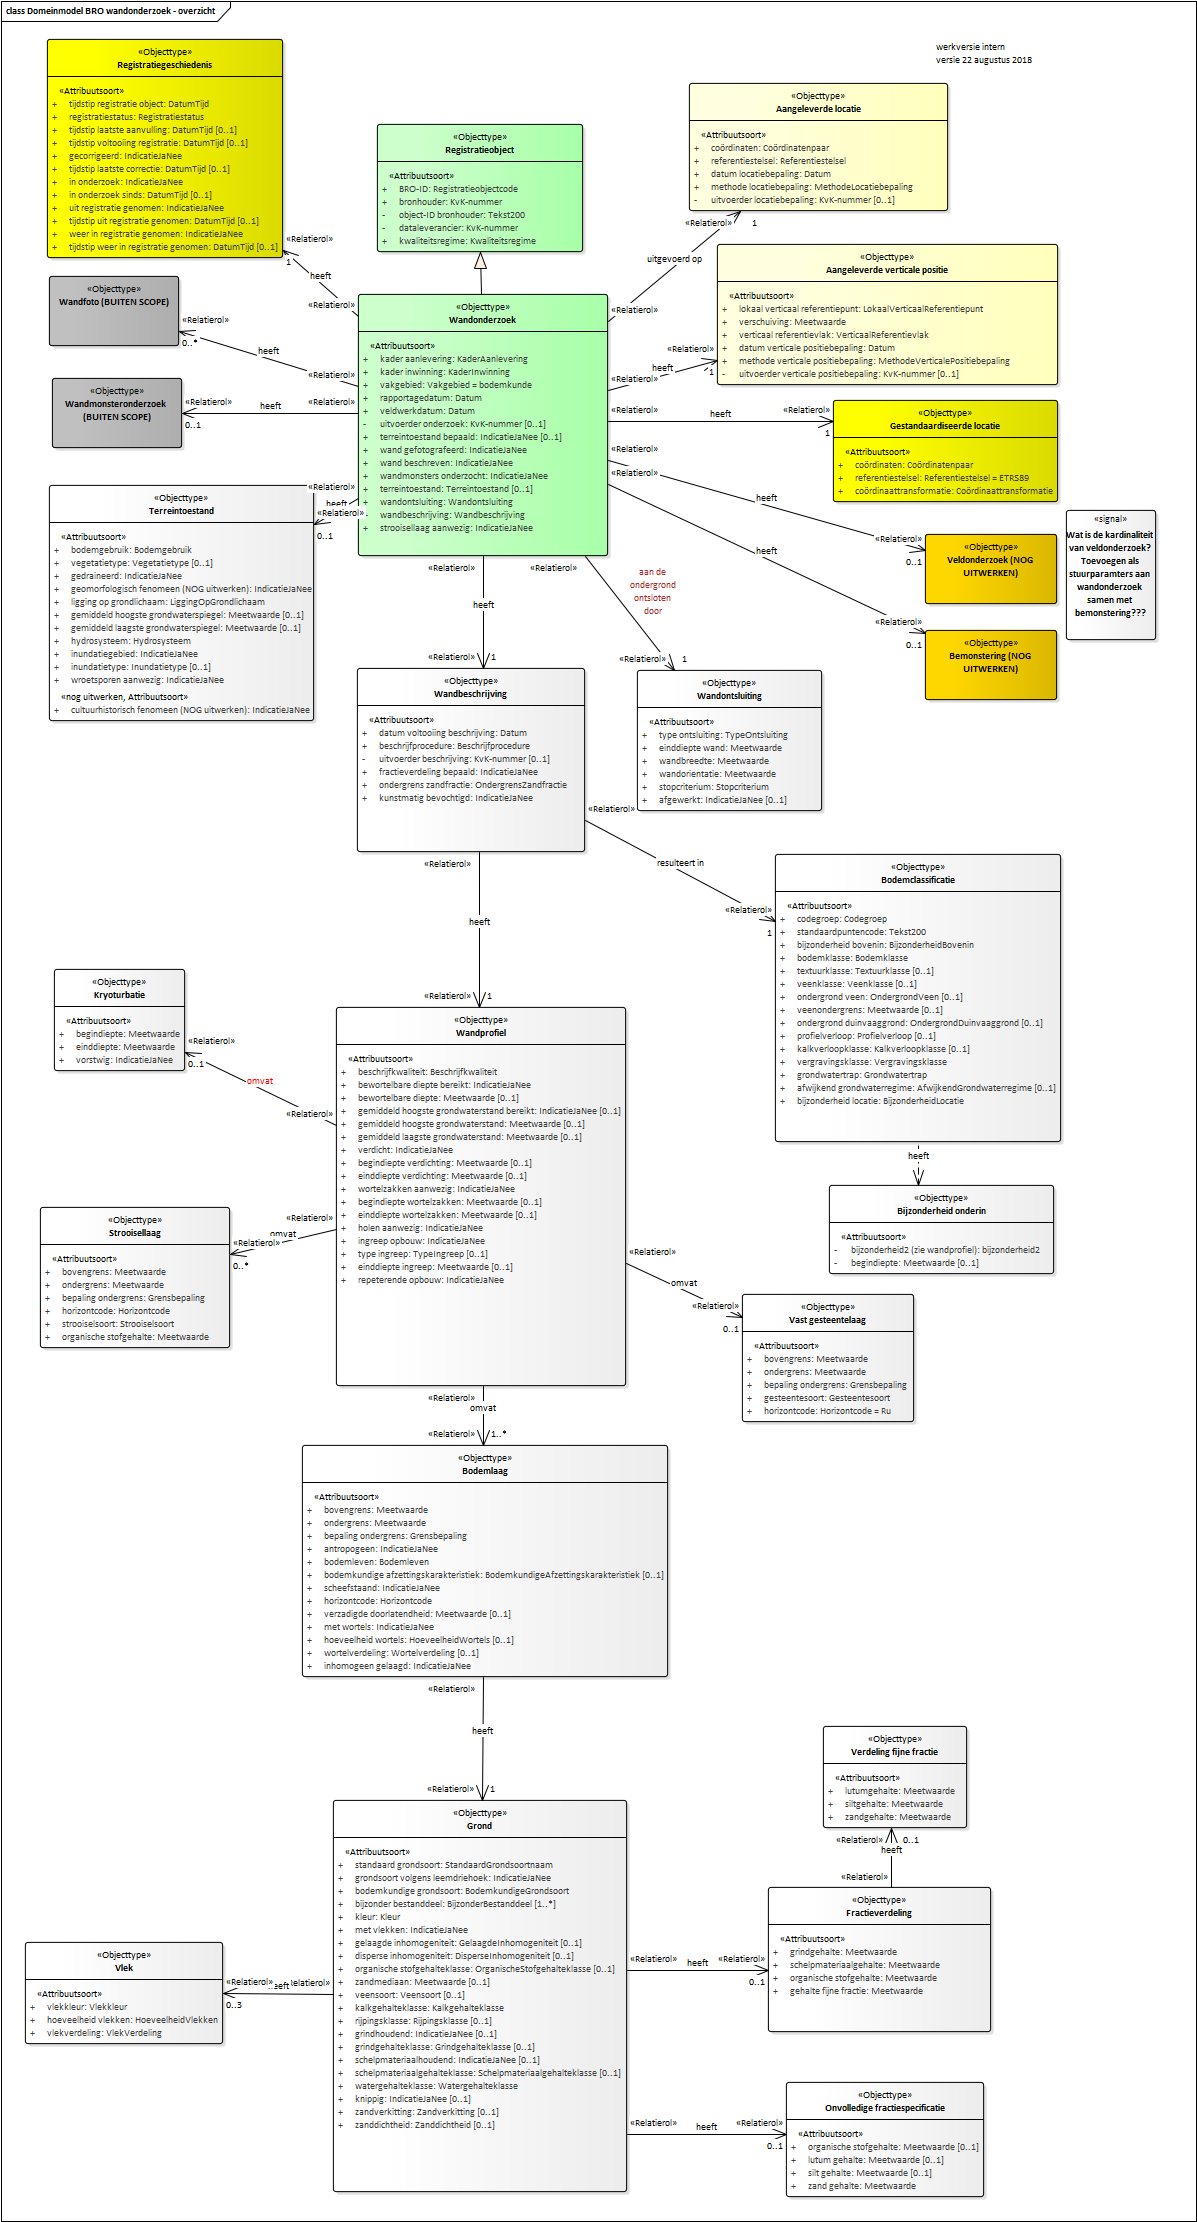 class Domeinmodel BRO wandonderzoek - overzicht
werkversie intern
versie 22 augustus 2018
«Objecttype»
Registratiegeschiedenis
«Attribuutsoort»
+ tijdstip registratie object: DatumTijd
+ registratiestatus: Registratiestatus
+ tijdstip laatste aanvulling: DatumTijd [0..1]
+ tijdstip voltooiing registratie: DatumTijd [0..1]
+ gecorrigeerd: IndicatieJaNee
+ tijdstip laatste correctie: DatumTijd [0..1]
+ in onderzoek: IndicatieJaNee
+ in onderzoek sinds: DatumTijd [0..1]
+ uit registratie genomen: IndicatieJaNee
+ tijdstip uit registratie genomen: DatumTijd [0..1]
+ weer in registratie genomen: IndicatieJaNee
+ tijdstip weer in registratie genomen: DatumTijd [0..1]
«Objecttype»
Registratieobject
«Attribuutsoort»
+ BRO-ID: Registratieobjectcode
+ bronhouder: KvK-nummer
- object-ID bronhouder: Tekst200
- dataleverancier: KvK-nummer
+ kwaliteitsregime: Kwaliteitsregime
«Objecttype»
Aangeleverde locatie
«Attribuutsoort»
+ coördinaten: Coördinatenpaar
+ referentiestelsel: Referentiestelsel
+ datum locatiebepaling: Datum
+ methode locatiebepaling: MethodeLocatiebepaling
- uitvoerder locatiebepaling: KvK-nummer [0..1]
«Relatierol»
1
uitgevoerd op
«Relatierol»
«Relatierol»
1
heeft
«Relatierol»
«Objecttype»
Aangeleverde verticale positie
«Attribuutsoort»
+ lokaal verticaal referentiepunt: LokaalVerticaalReferentiepunt
+ verschuiving: Meetwaarde
+ verticaal referentievlak: VerticaalReferentievlak
+ datum verticale positiebepaling: Datum
+ methode verticale positiebepaling: MethodeVerticalePositiebepaling
- uitvoerder verticale positiebepaling: KvK-nummer [0..1]
«Relatierol»
heeft
1
«Relatierol»
«Objecttype»
Wandfoto (BUITEN SCOPE)
«Relatierol»
0..*
heeft
«Relatierol»
«Objecttype»
Wandmonsteronderzoek
(BUITEN SCOPE)
«Relatierol»
0..1
heeft
«Relatierol»
«Objecttype»
Wandonderzoek
«Attribuutsoort»
+ kader aanlevering: KaderAanlevering
+ kader inwinning: KaderInwinning
+ vakgebied: Vakgebied = bodemkunde
+ rapportagedatum: Datum
+ veldwerkdatum: Datum
- uitvoerder onderzoek: KvK-nummer [0..1]
+ terreintoestand bepaald: IndicatieJaNee [0..1]
+ wand gefotografeerd: IndicatieJaNee
+ wand beschreven: IndicatieJaNee
+ wandmonsters onderzocht: IndicatieJaNee
+ terreintoestand: Terreintoestand [0..1]
+ wandontsluiting: Wandontsluiting
+ wandbeschrijving: Wandbeschrijving
+ strooisellaag aanwezig: IndicatieJaNee
«Relatierol»
heeft
«Relatierol»
1
«Objecttype»
Gestandaardiseerde locatie
«Attribuutsoort»
+ coördinaten: Coördinatenpaar
+ referentiestelsel: Referentiestelsel = ETRS89
+ coördinaattransformatie: Coördinaattransformatie
«Relatierol»
heeft
«Relatierol»
0..1
«Objecttype»
Veldonderzoek (NOG
UITWERKEN)
«Relatierol»
heeft
«Relatierol»
0..1
«Objecttype»
Bemonstering (NOG
UITWERKEN)
«signal»
Wat is de kardinaliteit
van veldonderzoek?
Toevoegen als
stuurparamters aan
wandonderzoek
samen met
bemonstering???
«Relatierol»
heeft
«Relatierol»
0..1
«Objecttype»
Terreintoestand
«Attribuutsoort»
+ bodemgebruik: Bodemgebruik
+ vegetatietype: Vegetatietype [0..1]
+ gedraineerd: IndicatieJaNee
+ geomorfologisch fenomeen (NOG uitwerken): IndicatieJaNee
+ ligging op grondlichaam: LiggingOpGrondlichaam
+ gemiddeld hoogste grondwaterspiegel: Meetwaarde [0..1]
+ gemiddeld laagste grondwaterspiegel: Meetwaarde [0..1]
+ hydrosysteem: Hydrosysteem
+ inundatiegebied: IndicatieJaNee
+ inundatietype: Inundatietype [0..1]
+ wroetsporen aanwezig: IndicatieJaNee
«nog uitwerken, Attribuutsoort»
+ cultuurhistorisch fenomeen (NOG uitwerken): IndicatieJaNee
«Relatierol»
heeft
«Relatierol»
1
«Relatierol»
aan de
ondergrond
ontsloten
door
«Relatierol»
1
«Objecttype»
Wandbeschrijving
«Attribuutsoort»
+ datum voltooiing beschrijving: Datum
+ beschrijfprocedure: Beschrijfprocedure
- uitvoerder beschrijving: KvK-nummer [0..1]
+ fractieverdeling bepaald: IndicatieJaNee
+ ondergrens zandfractie: OndergrensZandfractie
+ kunstmatig bevochtigd: IndicatieJaNee
«Objecttype»
Wandontsluiting
«Attribuutsoort»
+ type ontsluiting: TypeOntsluiting
+ einddiepte wand: Meetwaarde
+ wandbreedte: Meetwaarde
+ wandorientatie: Meetwaarde
+ stopcriterium: Stopcriterium
+ afgewerkt: IndicatieJaNee [0..1]
«Relatierol»
resulteert in
«Relatierol»
1
«Objecttype»
Bodemclassificatie
«Attribuutsoort»
+ codegroep: Codegroep
+ standaardpuntencode: Tekst200
+ bijzonderheid bovenin: BijzonderheidBovenin
+ bodemklasse: Bodemklasse
+ textuurklasse: Textuurklasse [0..1]
+ veenklasse: Veenklasse [0..1]
+ ondergrond veen: OndergrondVeen [0..1]
+ veenondergrens: Meetwaarde [0..1]
+ ondergrond duinvaaggrond: OndergrondDuinvaaggrond [0..1]
+ profielverloop: Profielverloop [0..1]
+ kalkverloopklasse: Kalkverloopklasse [0..1]
+ vergravingsklasse: Vergravingsklasse
+ grondwatertrap: Grondwatertrap
+ afwijkend grondwaterregime: AfwijkendGrondwaterregime [0..1]
+ bijzonderheid locatie: BijzonderheidLocatie
heeft
«Objecttype»
Bijzonderheid onderin
«Attribuutsoort»
- bijzonderheid2 (zie wandprofiel): bijzonderheid2
- begindiepte: Meetwaarde [0..1]
«Relatierol»
heeft
«Relatierol»
1
«Objecttype»
Kryoturbatie
«Attribuutsoort»
+ begindiepte: Meetwaarde
+ einddiepte: Meetwaarde
+ vorstwig: IndicatieJaNee
«Relatierol»
0..1
omvat
«Relatierol»
«Objecttype»
Wandprofiel
«Attribuutsoort»
+ beschrijfkwaliteit: Beschrijfkwaliteit
+ bewortelbare diepte bereikt: IndicatieJaNee
+ bewortelbare diepte: Meetwaarde [0..1]
+ gemiddeld hoogste grondwaterstand bereikt: IndicatieJaNee [0..1]
+ gemiddeld hoogste grondwaterstand: Meetwaarde [0..1]
+ gemiddeld laagste grondwaterstand: Meetwaarde [0..1]
+ verdicht: IndicatieJaNee
+ begindiepte verdichting: Meetwaarde [0..1]
+ einddiepte verdichting: Meetwaarde [0..1]
+ wortelzakken aanwezig: IndicatieJaNee
+ begindiepte wortelzakken: Meetwaarde [0..1]
+ einddiepte wortelzakken: Meetwaarde [0..1]
+ holen aanwezig: IndicatieJaNee
+ ingreep opbouw: IndicatieJaNee
+ type ingreep: TypeIngreep [0..1]
+ einddiepte ingreep: Meetwaarde [0..1]
+ repeterende opbouw: IndicatieJaNee
«Relatierol»
omvat
«Relatierol»
0..*
«Objecttype»
Strooisellaag
«Attribuutsoort»
+ bovengrens: Meetwaarde
+ ondergrens: Meetwaarde
+ bepaling ondergrens: Grensbepaling
+ horizontcode: Horizontcode
+ strooiselsoort: Strooiselsoort
+ organische stofgehalte: Meetwaarde
«Relatierol»
omvat
«Relatierol»
0..1
«Objecttype»
Vast gesteentelaag
«Attribuutsoort»
+ bovengrens: Meetwaarde
+ ondergrens: Meetwaarde
+ bepaling ondergrens: Grensbepaling
+ gesteentesoort: Gesteentesoort
+ horizontcode: Horizontcode = Ru
«Relatierol»
omvat
«Relatierol»
1..*
«Objecttype»
Bodemlaag
«Attribuutsoort»
+ bovengrens: Meetwaarde
+ ondergrens: Meetwaarde
+ bepaling ondergrens: Grensbepaling
+ antropogeen: IndicatieJaNee
+ bodemleven: Bodemleven
+ bodemkundige afzettingskarakteristiek: BodemkundigeAfzettingskarakteristiek [0..1]
+ scheefstaand: IndicatieJaNee
+ horizontcode: Horizontcode
+ verzadigde doorlatendheid: Meetwaarde [0..1]
+ met wortels: IndicatieJaNee
+ hoeveelheid wortels: HoeveelheidWortels [0..1]
+ wortelverdeling: Wortelverdeling [0..1]
+ inhomogeen gelaagd: IndicatieJaNee
«Relatierol»
heeft
«Relatierol»
1
«Objecttype»
Grond
«Attribuutsoort»
+ standaard grondsoort: StandaardGrondsoortnaam
+ grondsoort volgens leemdriehoek: IndicatieJaNee
+ bodemkundige grondsoort: BodemkundigeGrondsoort
+ bijzonder bestanddeel: BijzonderBestanddeel [1..*]
+ kleur: Kleur
+ met vlekken: IndicatieJaNee
+ gelaagde inhomogeniteit: GelaagdeInhomogeniteit [0..1]
+ disperse inhomogeniteit: DisperseInhomogeniteit [0..1]
+ organische stofgehalteklasse: OrganischeStofgehalteklasse [0..1]
+ zandmediaan: Meetwaarde [0..1]
+ veensoort: Veensoort [0..1]
+ kalkgehalteklasse: Kalkgehalteklasse
+ rijpingsklasse: Rijpingsklasse [0..1]
+ grindhoudend: IndicatieJaNee [0..1]
+ grindgehalteklasse: Grindgehalteklasse [0..1]
+ schelpmateriaalhoudend: IndicatieJaNee [0..1]
+ schelpmateriaalgehalteklasse: Schelpmateriaalgehalteklasse [0..1]
+ watergehalteklasse: Watergehalteklasse
+ knippig: IndicatieJaNee [0..1]
+ zandverkitting: Zandverkitting [0..1]
+ zanddichtheid: Zanddichtheid [0..1]
«Objecttype»
Verdeling fijne fractie
«Attribuutsoort»
+ lutumgehalte: Meetwaarde
+ siltgehalte: Meetwaarde
+ zandgehalte: Meetwaarde
«Relatierol»
0..1
heeft
«Relatierol»
«Objecttype»
Fractieverdeling
«Attribuutsoort»
+ grindgehalte: Meetwaarde
+ schelpmateriaalgehalte: Meetwaarde
+ organische stofgehalte: Meetwaarde
+ gehalte fijne fractie: Meetwaarde
«Relatierol»
heeft
«Relatierol»
0..1
«Objecttype»
Vlek
«Attribuutsoort»
+ vlekkleur: Vlekkleur
+ hoeveelheid vlekken: HoeveelheidVlekken
+ vlekverdeling: VlekVerdeling
«Relatierol»
0..3
«Relatierol»
heeft
«Relatierol»
0..1
«Objecttype»
Onvolledige fractiespecificatie
«Attribuutsoort»
+ organische stofgehalte: Meetwaarde [0..1]
+ lutum gehalte: Meetwaarde [0..1]
+ silt gehalte: Meetwaarde [0..1]
+ zand gehalte: Meetwaarde